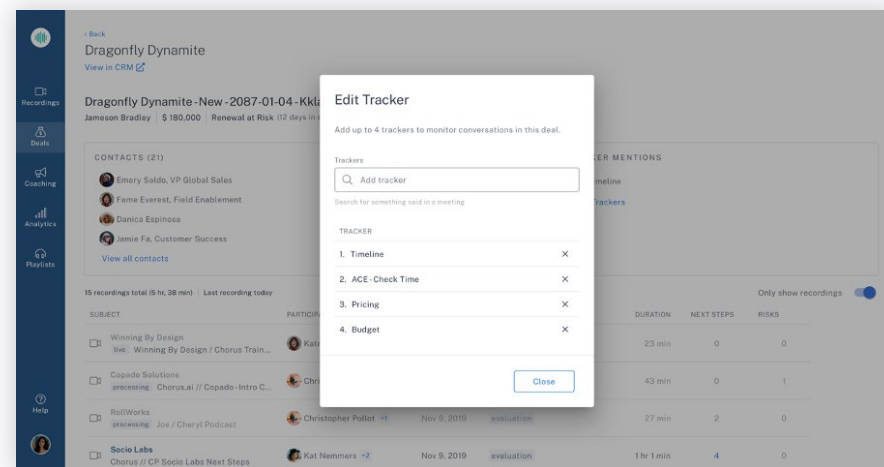 Recordings
Deals
Coaching
Analytics
Playlists
Help
‹ Back
Dragonfly Dynamite
View in CRM
Dragonfly Dynamite - New - 2087-01-04 - Kkla
Jameson Bradley | $ 180,000 | Renewal at Risk (12 days in s
CONTACTS (21)
Emery Saldo, VP Global Sales
Fame Everest, Field Enablement
Danica Espinosa
Jamie Fa, Customer Success
View all contacts
ER MENTIONS
meline
Trackers
15 recordings total (5 hr, 38 min) | Last recording today
Only show recordings
SUBJECT PARTICIPA DURATION NEXT STEPS RISKS
Winning By Design
live Winning By Design / Chorus Train... Katr 23 min 0 0
Copado Solutions
processing Chorus.ai // Copado - Intro C... Chri 43 min 0 1
RollWorks
processing Joe / Cheryl Podcast Christopher Pollot +1 Nov 9, 2019 evaluation 27 min 2 0
Socio Labs
Chorus // CP Socio Labs Next Steps Kat Nemmers +2 Nov 9, 2019 evaluation 1 hr 1 min 4 0
Edit Tracker
Add up to 4 trackers to monitor conversations in this deal.
Trackers
Add tracker
Search for something said in a meeting
TRACKER
1. Timeline
2. ACE - Check Time
3. Pricing
4. Budget
Close